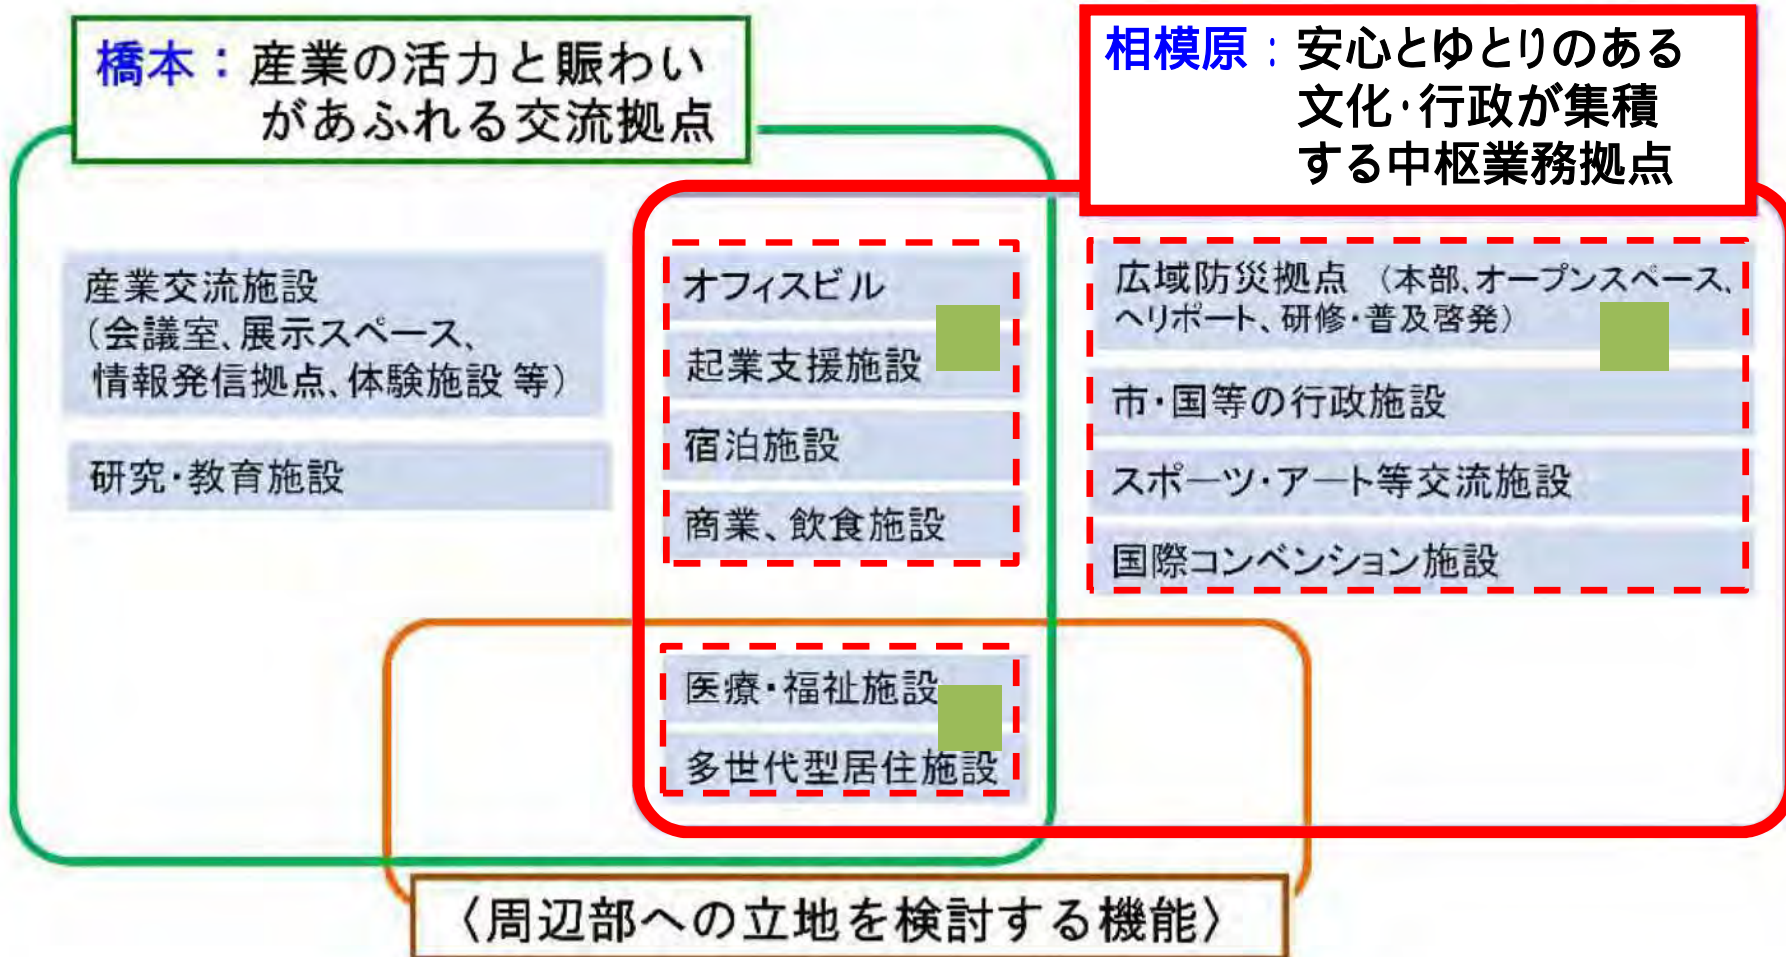 橋本：産業の活力と賑わい
があふれる交流拠点
相模原：安心とゆとりのある
文化・行政が集積
する中枢業務拠点
産業交流施設
（会議室、展示スペース、
情報発信拠点、体験施設 等）
研究・教育施設
オフィスビル
起業支援施設
宿泊施設
商業、飲食施設
広域防災拠点 （本部、オープンスペース、
ヘリポート、研修・普及啓発）
市・国等の行政施設
スポーツ・アート等交流施設
国際コンベンション施設
医療・福祉施設
多世代型居住施設
〈周辺部への立地を検討する機能〉